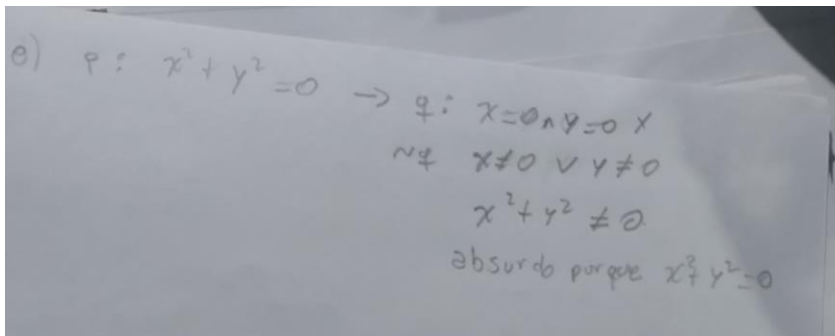 e) p: x² + y² = 0 → q: x=0 ∧ y=0 x
~q x≠0 ∨ y≠0
x² + y² ≠ 0.
absurdo porque x² + y² = 0